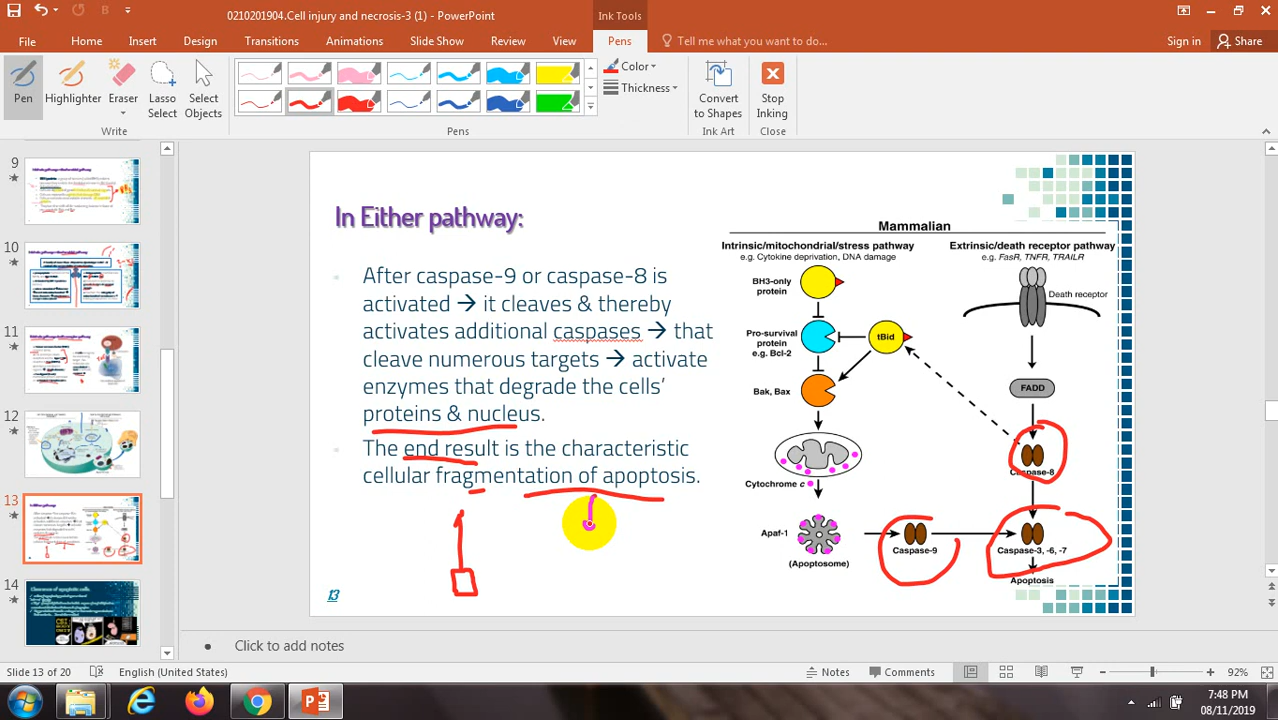 0210201904.Cell injury and necrosis-3 (1) - PowerPoint
Ink Tools
File
Home
Insert
Design
Transitions
Animations
Slide Show
Review
View
Pens
Tell me what you want to do...
Sign in
Share
Pen
Highlighter
Eraser
Lasso
Select
Select
Objects
Color
Thickness
Convert
to Shapes
Stop
Inking
Write
Pens
Ink Art
Close
9
10
11
12
13
14
In Either pathway:
After caspase-9 or caspase-8 is
activated → it cleaves & thereby
activates additional caspases → that
cleave numerous targets → activate
enzymes that degrade the cells'
proteins & nucleus.
The end result is the characteristic
cellular fragmentation of apoptosis.
13
Mammalian
Intrinsic/mitochondrial/stress pathway
e.g. Cytokine deprivation, DNA damage
Extrinsic/death receptor pathway
e.g. FasR, TNFR, TRAILR
BH3-only
protein
Death receptor
Pro-survival
protein
e.g. Bcl-2
tBid
Bak, Bax
FADD
Caspase-8
Cytochrome c
Apaf-1
(Apoptosome)
Caspase-9
Caspase-3, -6, -7
Apoptosis
Click to add notes
Slide 13 of 20
English (United States)
Notes
Comments
92%
7:48 PM
08/11/2019